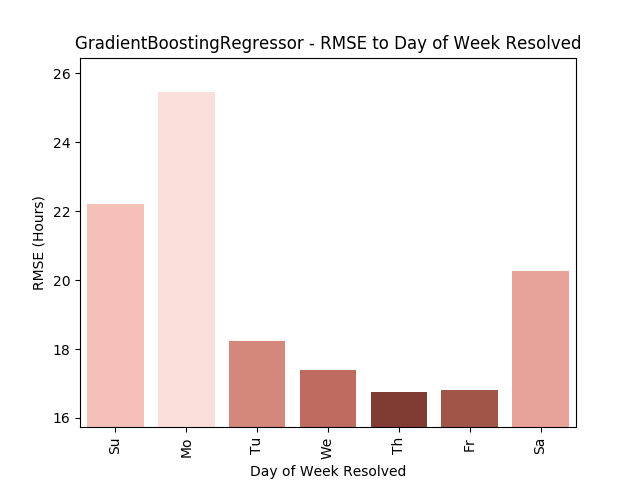 GradientBoostingRegressor - RMSE to Day of Week Resolved
26
24
22
20
18
16
RMSE (Hours)
Su
Mo
Tu
We
Th
Fr
Sa
Day of Week Resolved